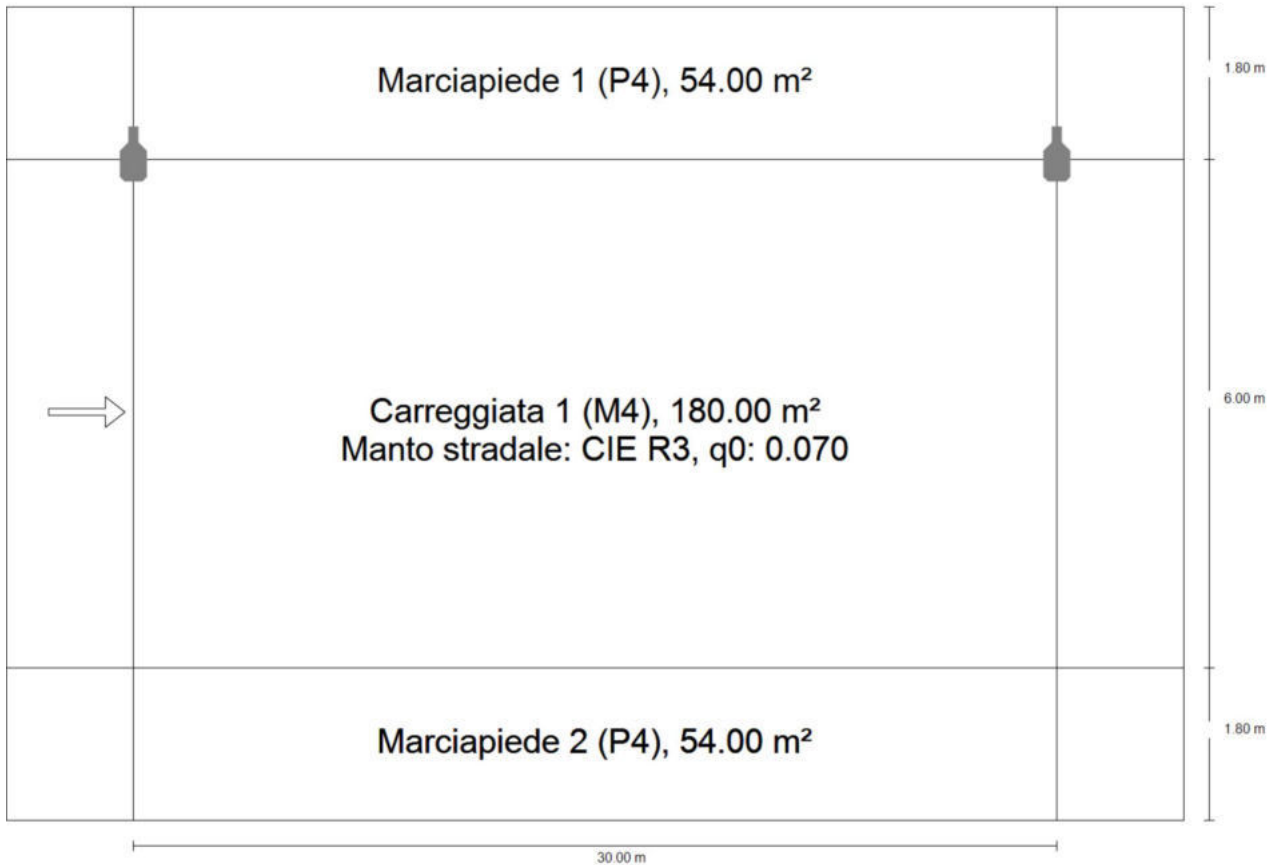 Marciapiede 1 (P4), 54.00 m²
1.80 m
Carreggiata 1 (M4), 180.00 m²
Manto stradale: CIE R3, q0: 0.070
6.00 m
Marciapiede 2 (P4), 54.00 m²
1.80 m
30.00 m